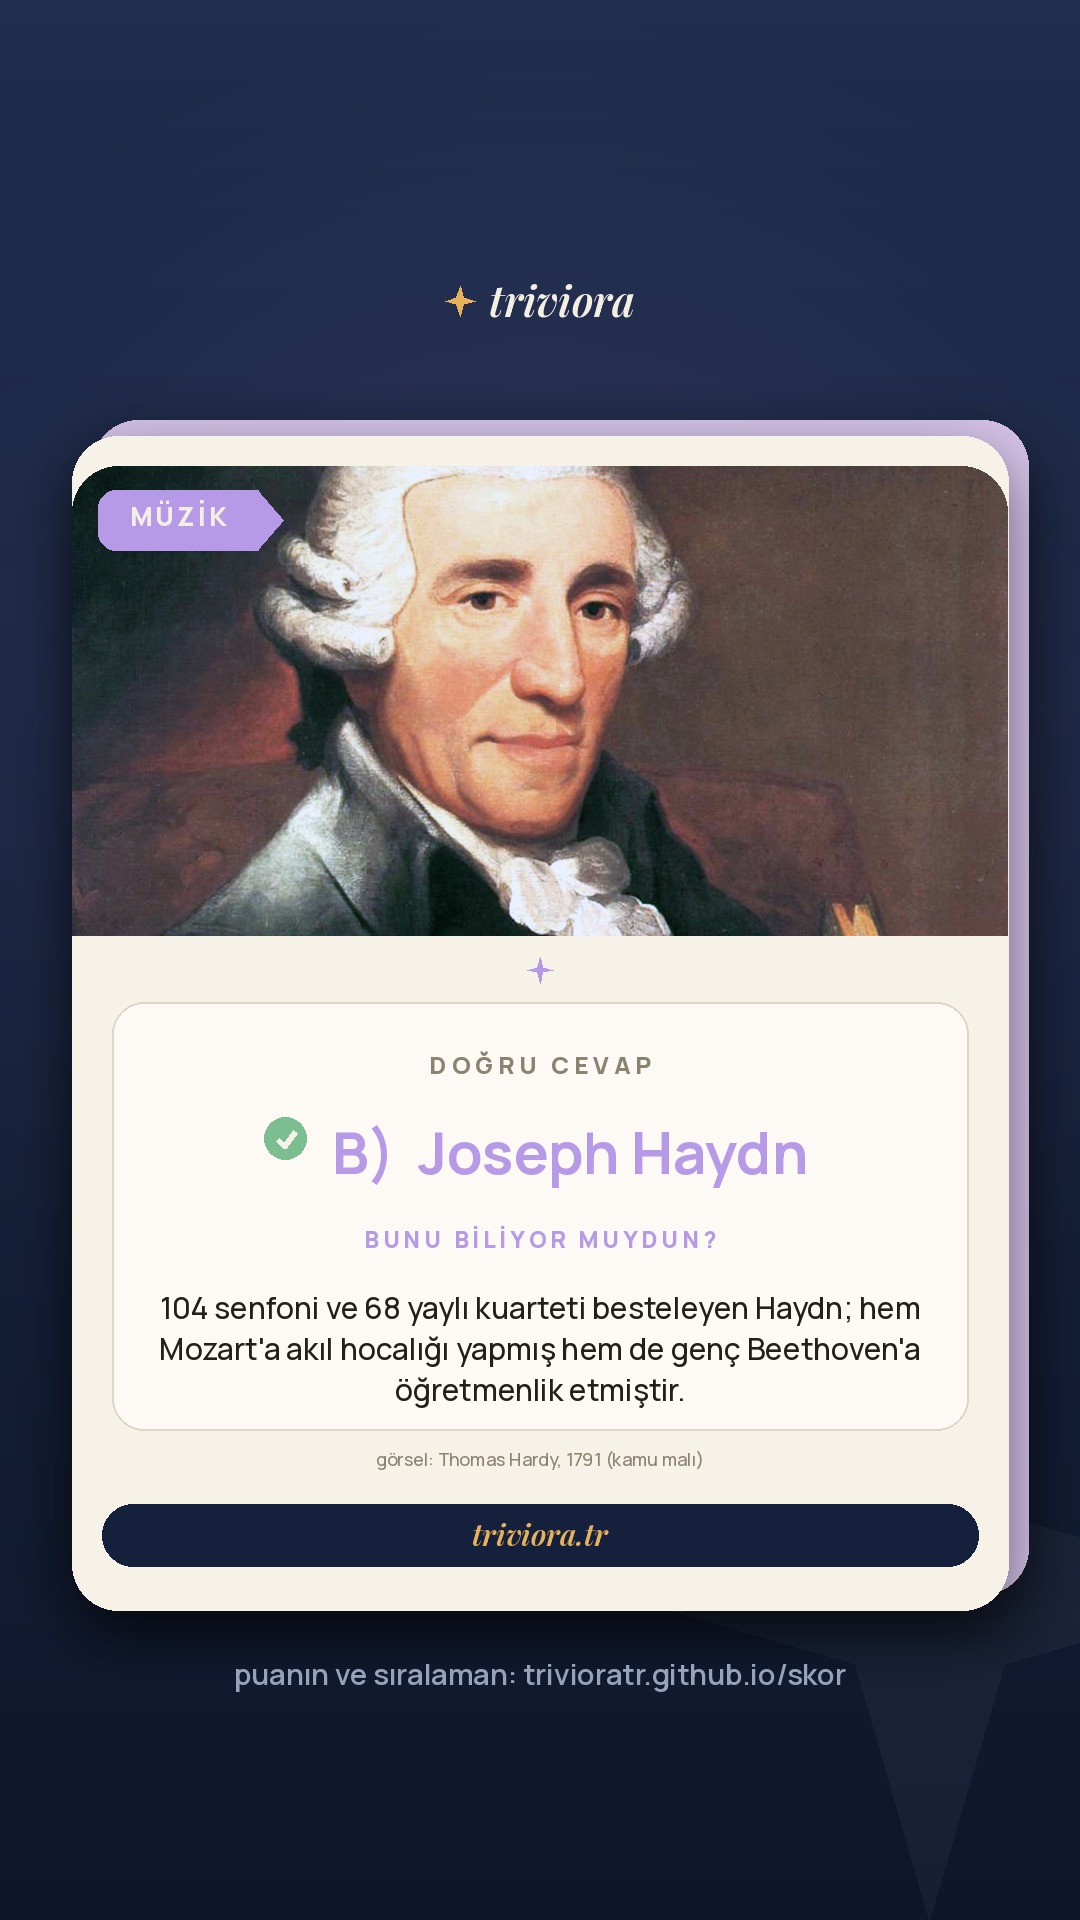 triviora
MÜZİK
DOĞRU CEVAP
B) Joseph Haydn
BUNU BİLİYOR MUYDUN?
104 senfoni ve 68 yaylı kuarteti besteleyen Haydn; hem
Mozart'a akıl hocalığı yapmış hem de genç Beethoven'a
öğretmenlik etmiştir.
görsel: Thomas Hardy, 1791 (kamu malı)
triviora.tr
puanın ve sıralaman: trivioratr.github.io/skor